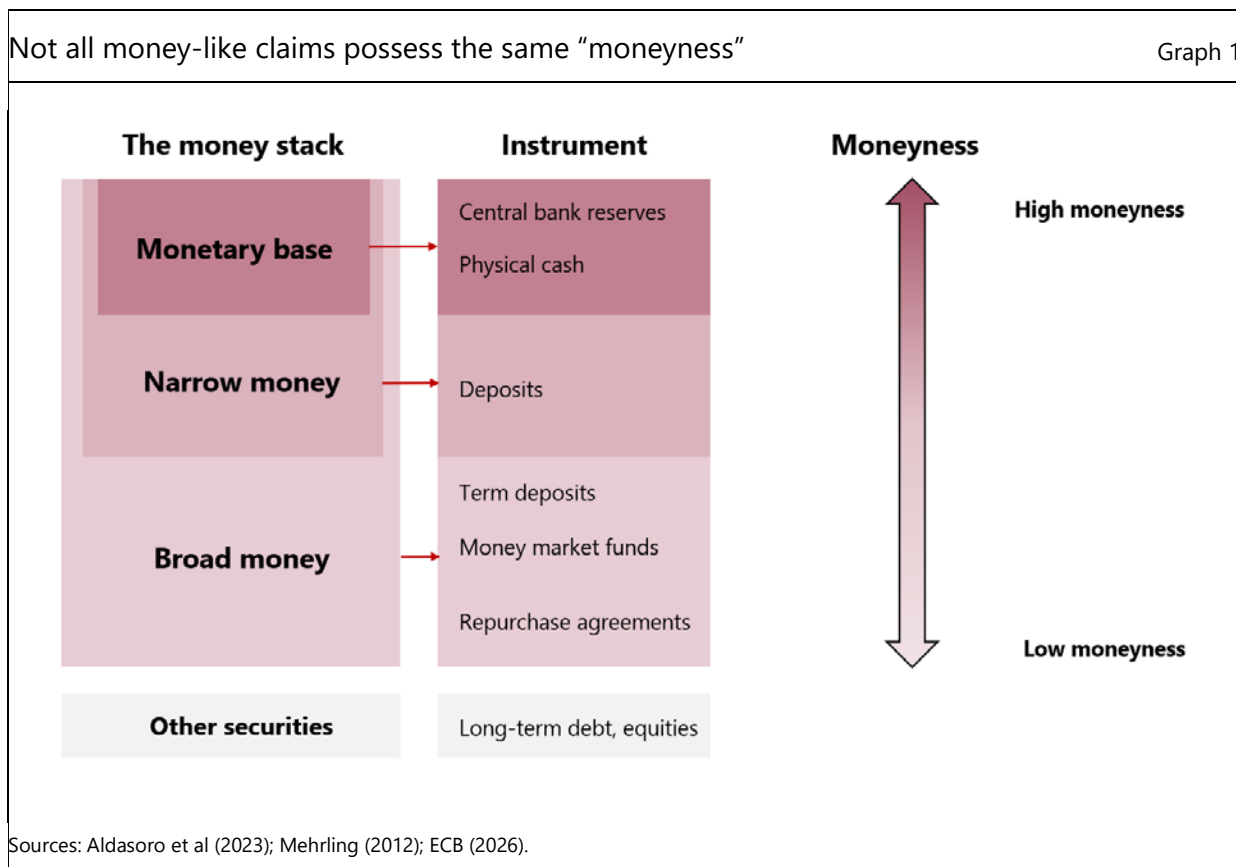 Not all money-like claims possess the same “moneyness”
Graph 1
The money stack
Instrument
Moneyness
Monetary base
Central bank reserves
Physical cash
High moneyness
Narrow money
Deposits
Broad money
Term deposits
Money market funds
Repurchase agreements
Low moneyness
Other securities
Long-term debt, equities
Sources: Aldasoro et al (2023); Mehrling (2012); ECB (2026).